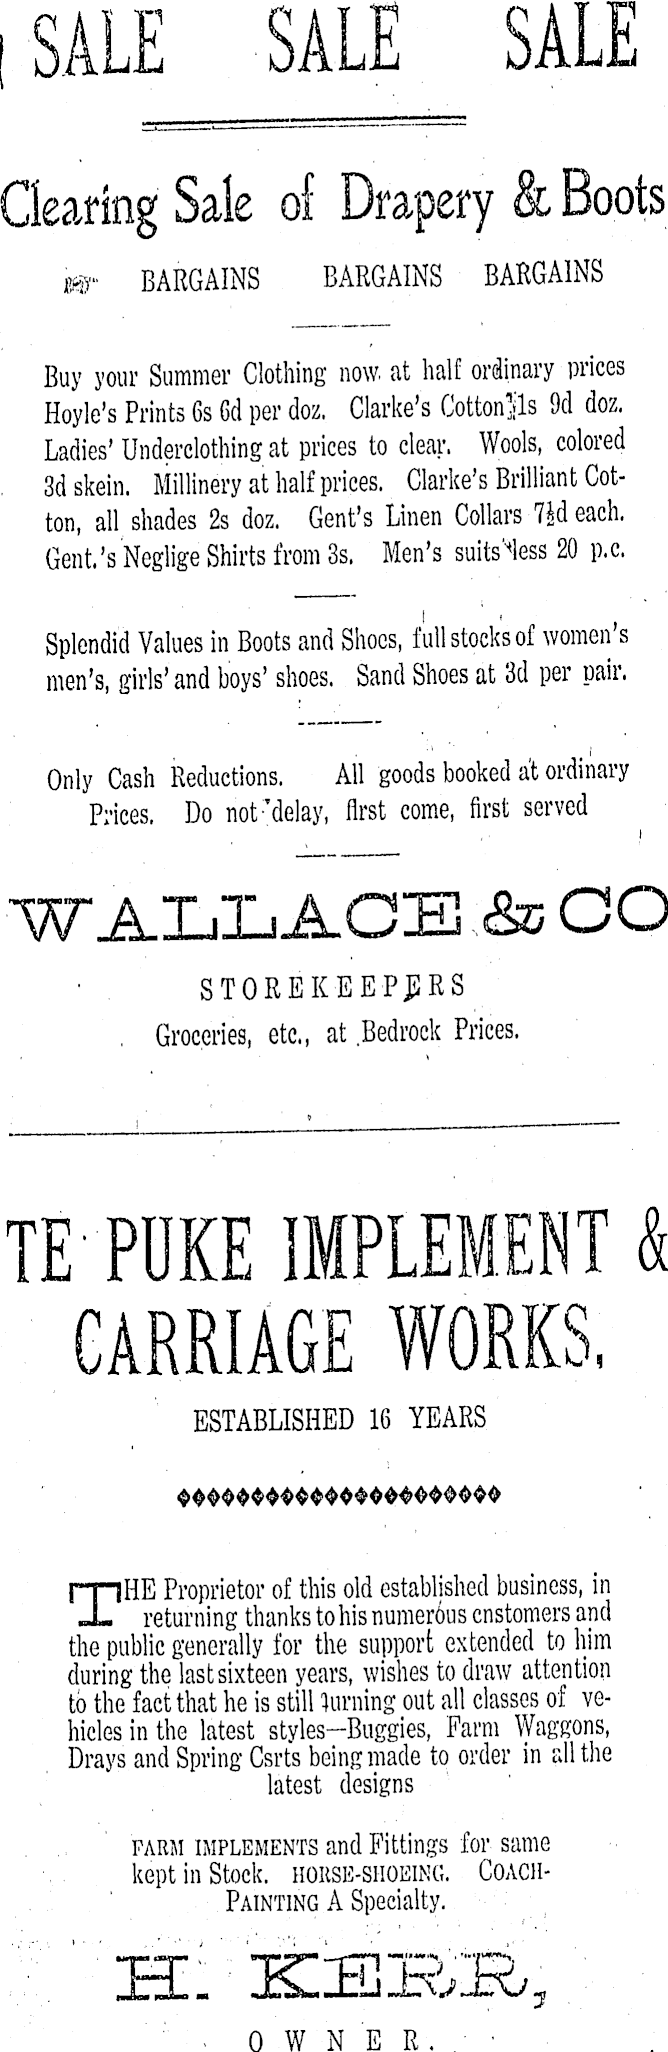 SALE SALE SALE
Clearing Sale of Drapery & Boots
BARGAINS BARGAINS BARGAINS
Buy your Summer Clothing now at half ordinary prices
Hoyle's Prints 6s 6d per doz. Clarke's Cotton 1s 9d doz.
Ladies' Underclothing at prices to clear. Wools, colored
3d skein. Millinery at half prices. Clarke's Brilliant Cot-
ton, all shades 2s doz. Gent's Linen Collars 7½d each.
Gent.'s Neglige Shirts from 3s. Men's suits less 20 p.c.
Splendid Values in Boots and Shoes, full stocks of women's
men's, girls' and boys' shoes. Sand Shoes at 3d per pair.
Only Cash Reductions. All goods booked at ordinary
Prices. Do not delay, first come, first served
WALLACE & CO
STOREKEEPERS
Groceries, etc., at Bedrock Prices.
TE PUKE IMPLEMENT &
CARRIAGE WORKS.
ESTABLISHED 16 YEARS
THE Proprietor of this old established business, in
returning thanks to his numerous cnstomers and
the public generally for the support extended to him
during the last sixteen years, wishes to draw attention
to the fact that he is still turning out all classes of ve-
hicles in the latest styles—Buggies, Farm Waggons,
Drays and Spring Csrts being made to order in all the
latest designs
FARM IMPLEMENTS and Fittings for same
kept in Stock. HORSE-SHOEING. COACH-
PAINTING A Specialty.
H. KERR,
OWNER.